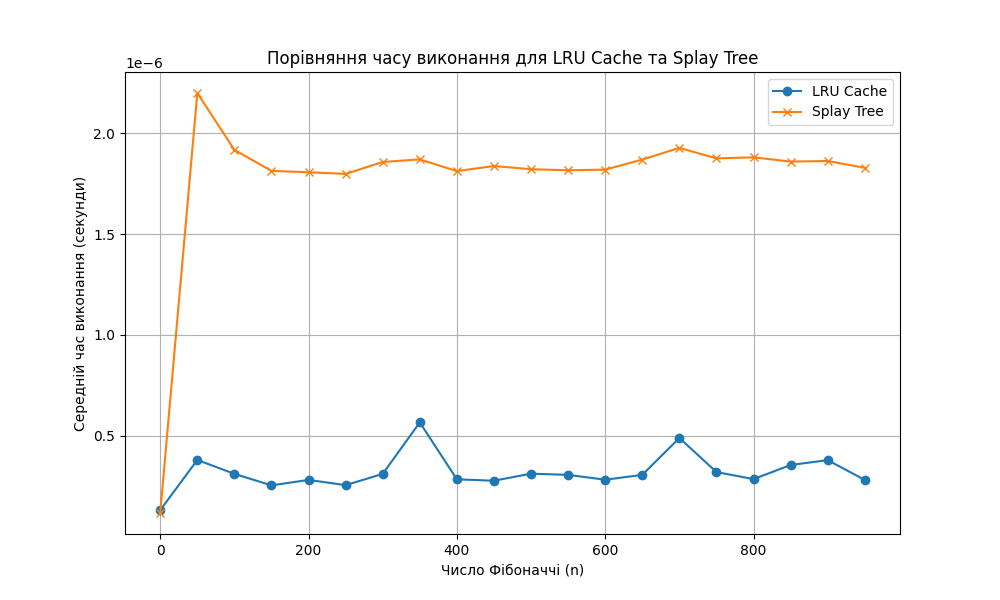 Порівняння часу виконання для LRU Cache та Splay Tree
1e−6
LRU Cache
Splay Tree
2.0
1.5
1.0
0.5
Середній час виконання (секунди)
0 200 400 600 800
Число Фібоначчі (n)